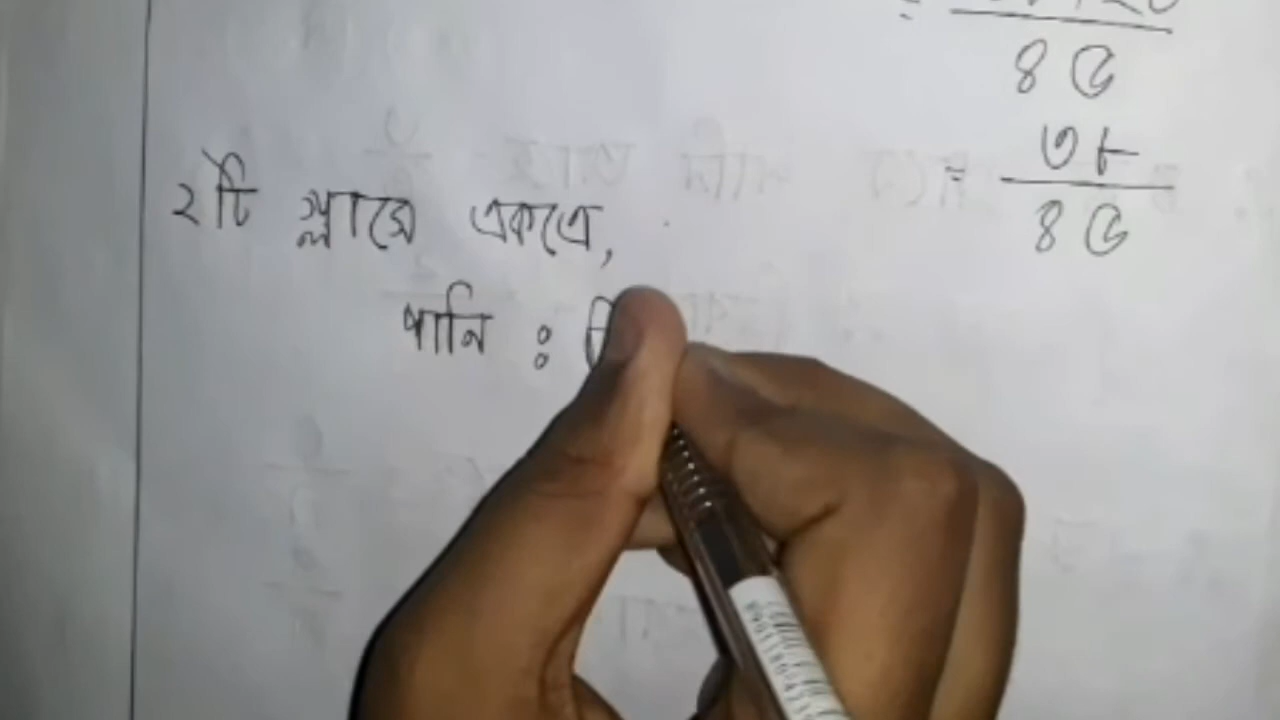 ৪৫
= ৩৮
৪৫
২টি গ্লাসে একত্রে,
পানি :